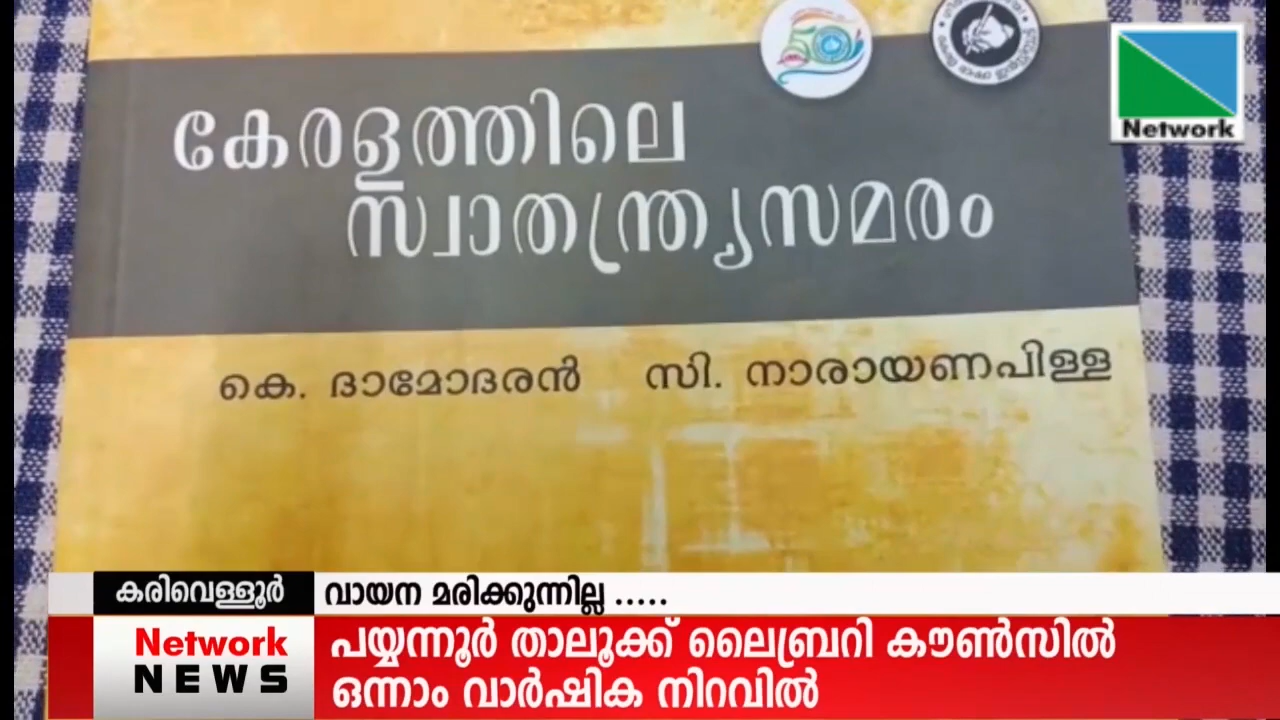 Network
കേരളത്തിലെ
സ്വാതന്ത്ര്യസമരം
കെ. ദാമോദരൻ സി. നാരായണപിള്ള
കരിവെള്ളൂർ വായന മരിക്കുന്നില്ല .....
Network
NEWS
പയ്യന്നൂർ താലൂക്ക് ലൈബ്രറി കൗൺസിൽ
ഒന്നാം വാർഷിക നിറവിൽ